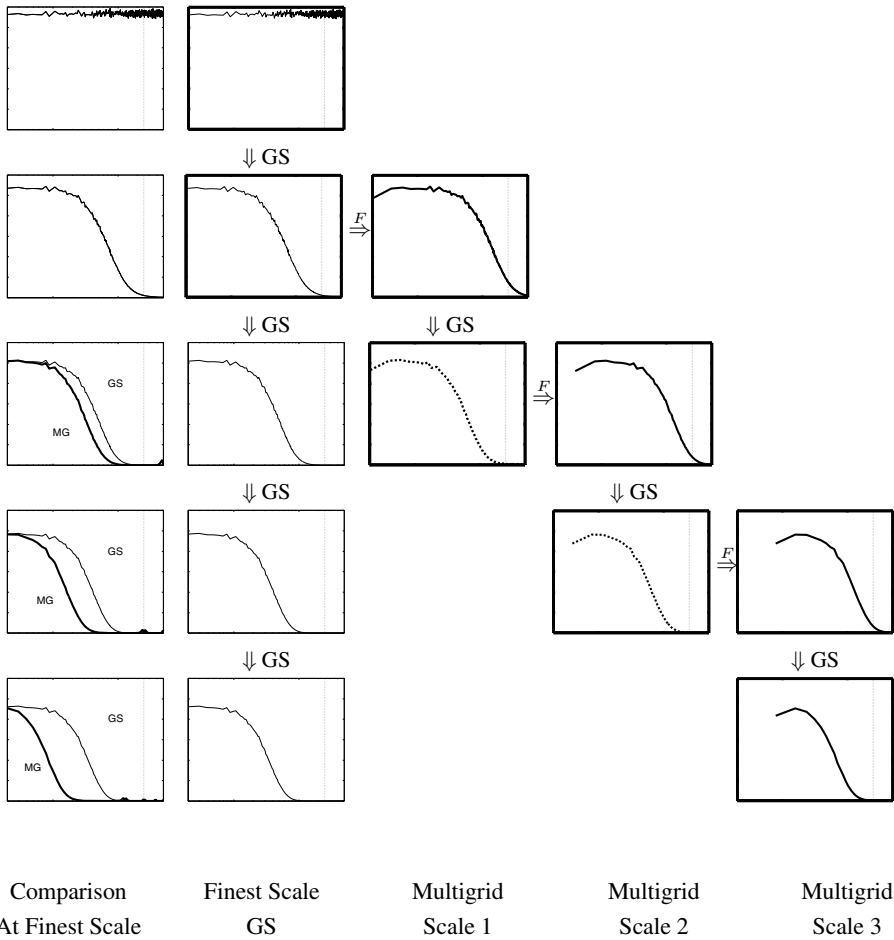 ⇓ GS
F
⇒
⇓ GS
⇓ GS
GS
MG
F
⇒
⇓ GS
⇓ GS
GS
MG
F
⇒
⇓ GS
⇓ GS
GS
MG
Comparison
At Finest Scale
Finest Scale
GS
Multigrid
Scale 1
Multigrid
Scale 2
Multigrid
Scale 3